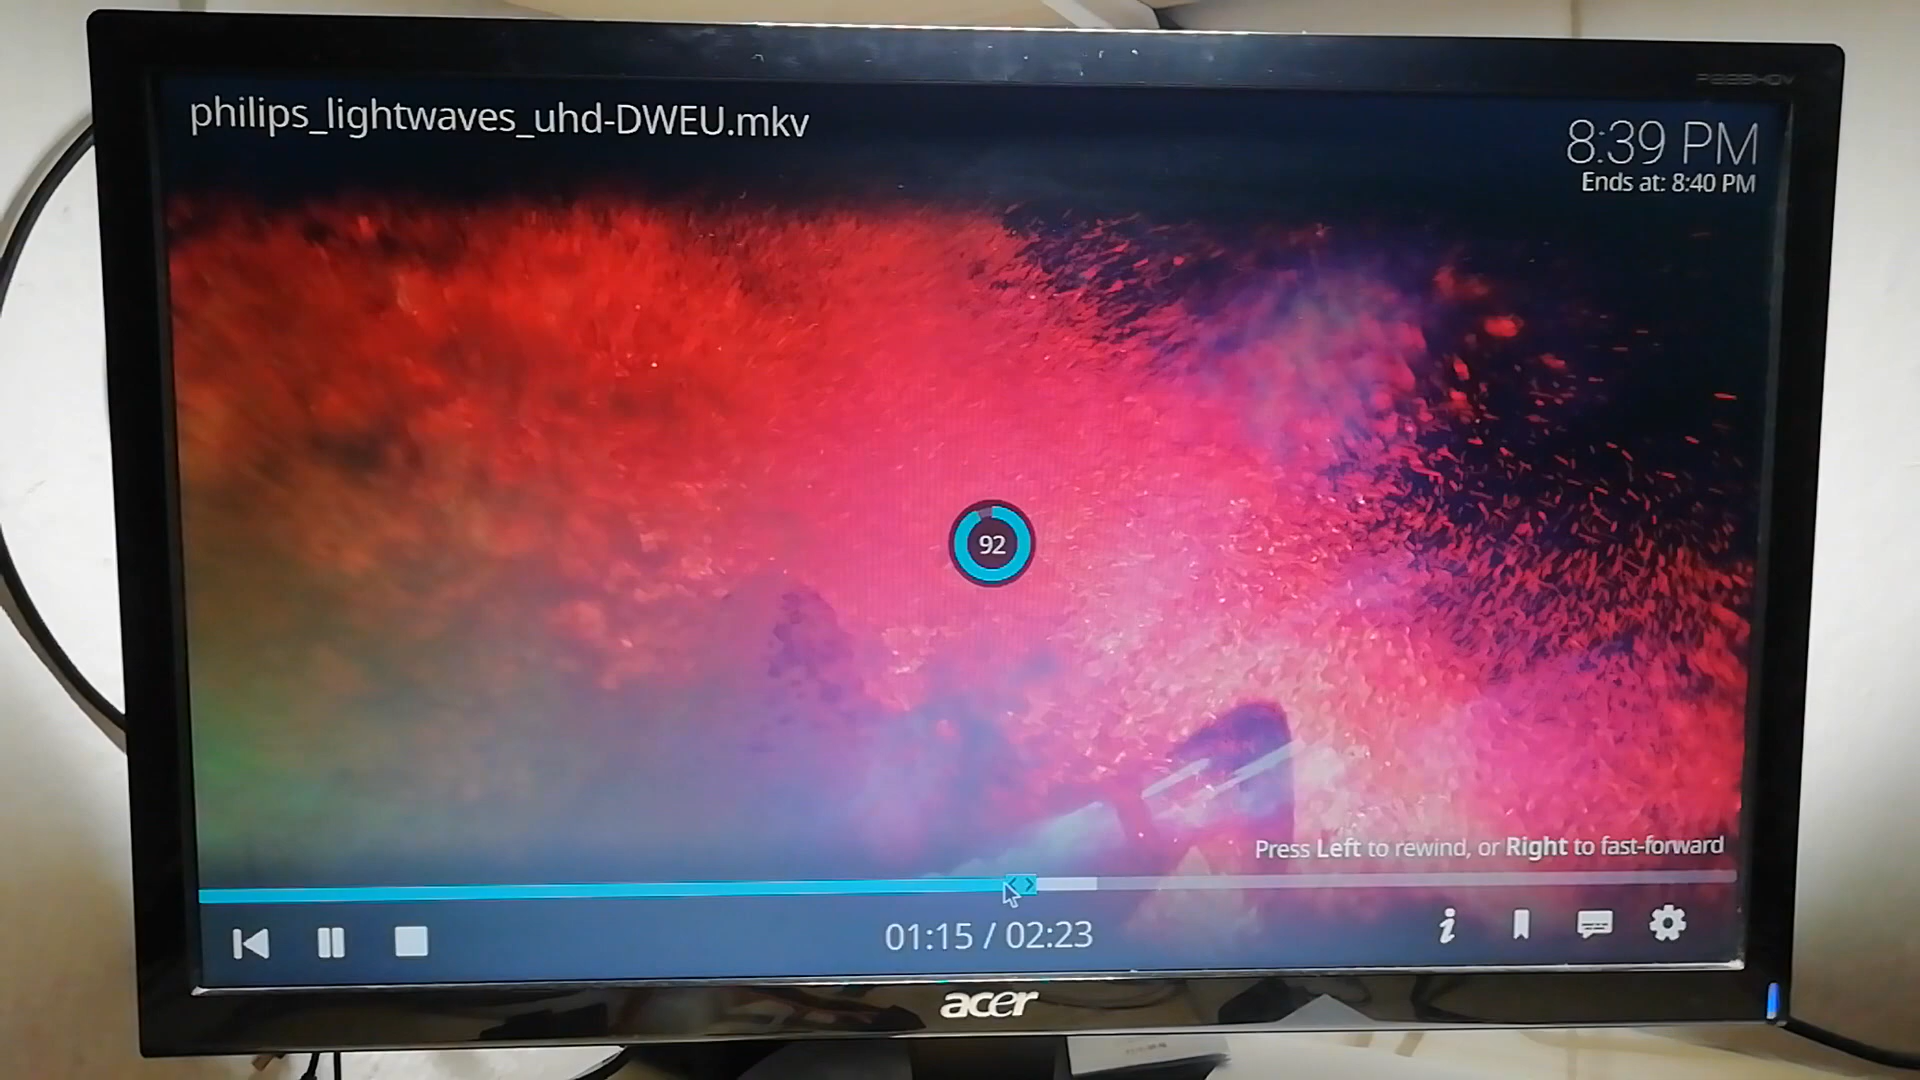 philips_lightwaves_uhd-DWEU.mkv
8:39 PM
Ends at: 8:40 PM
92
Press Left to rewind, or Right to fast-forward
01:15 / 02:23
acer